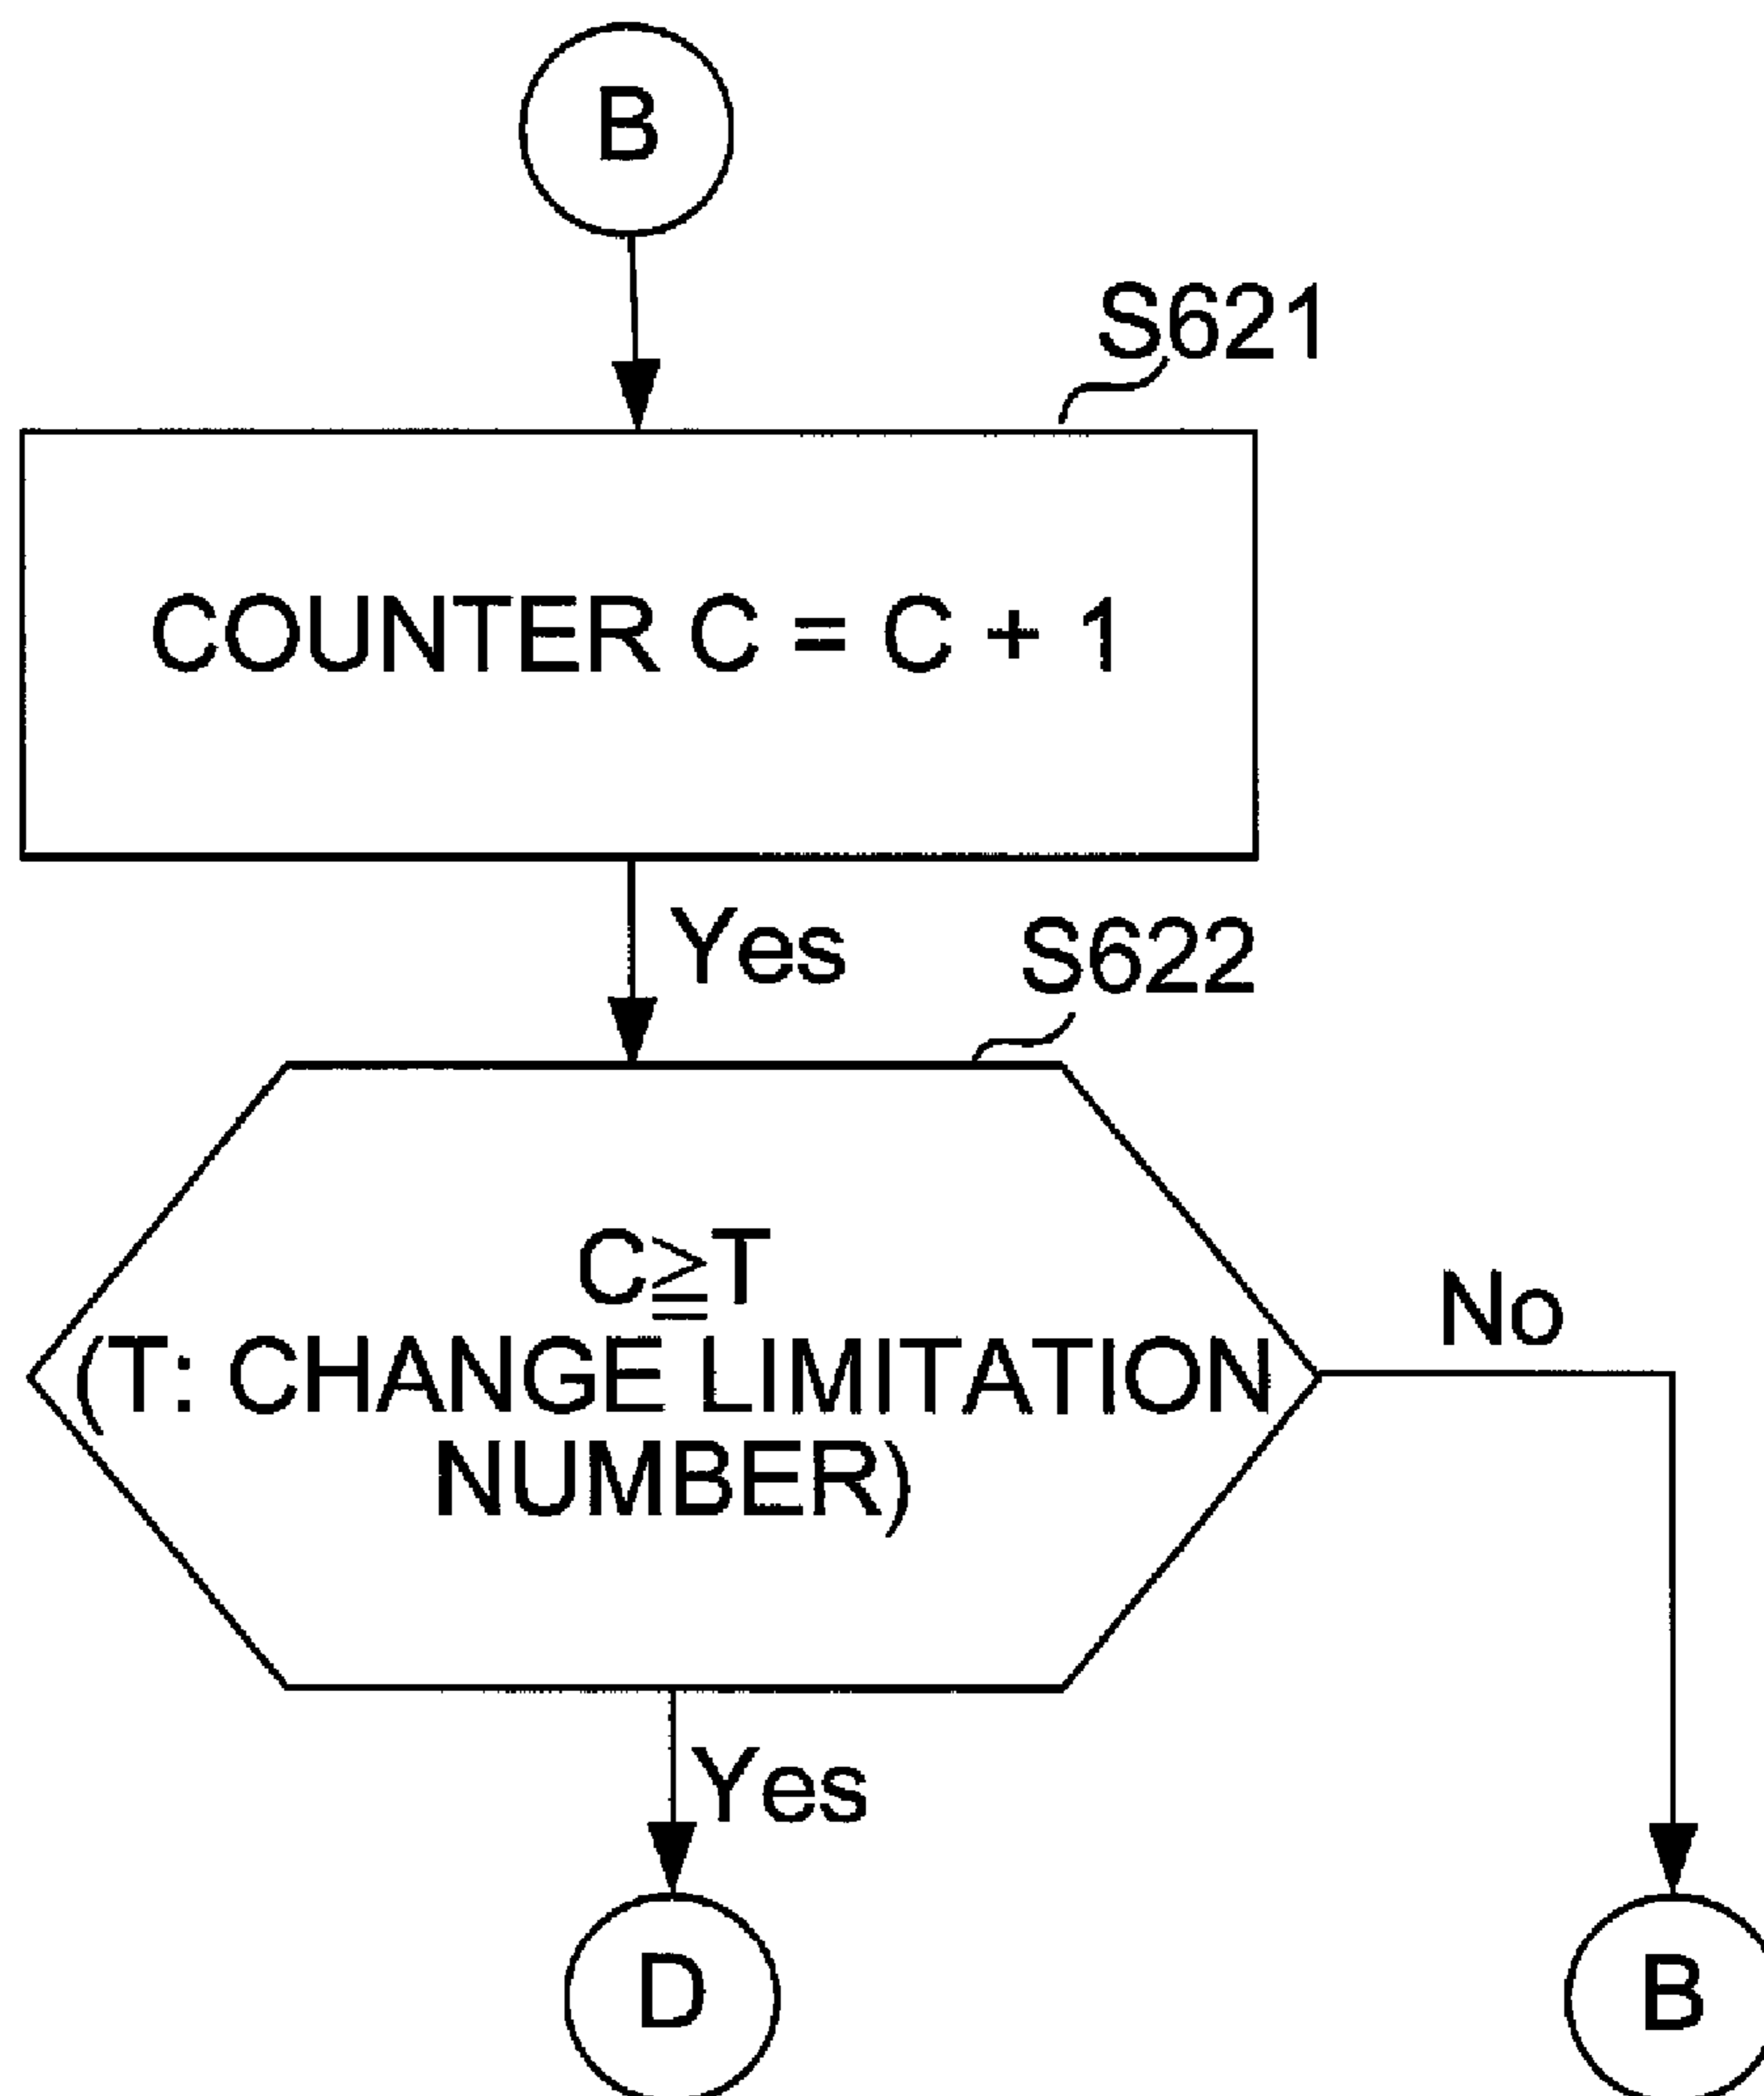 B
S621
COUNTER C = C + 1
Yes
S622
C≧T
(T: CHANGE LIMITATION
NUMBER)
No
Yes
D
B